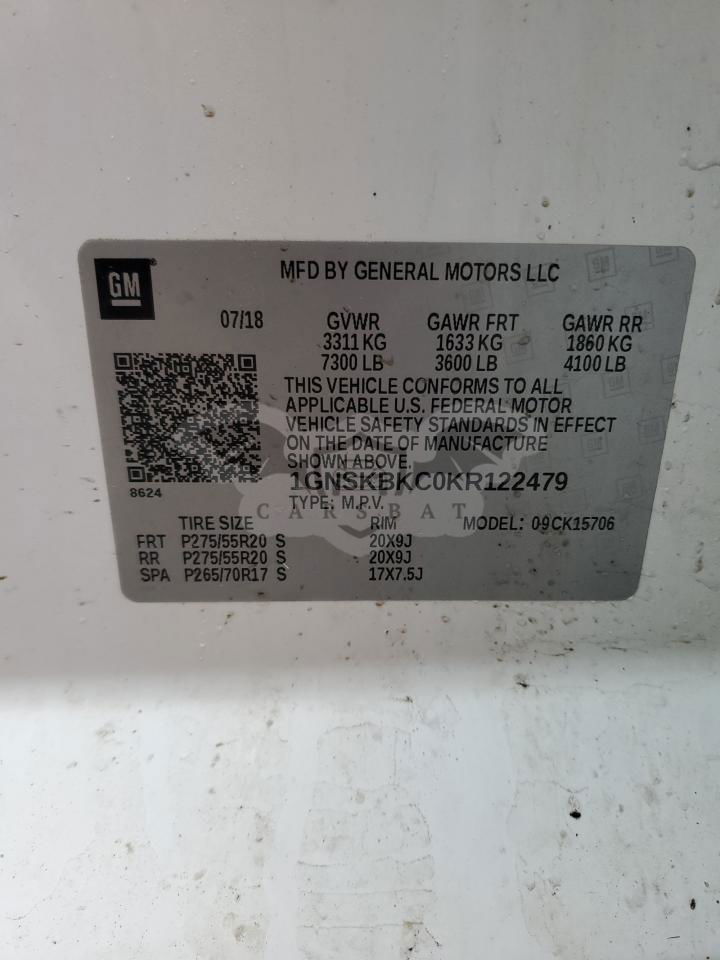 GM
MFD BY GENERAL MOTORS LLC
07/18 GVWR GAWR FRT GAWR RR
3311 KG 1633 KG 1860 KG
7300 LB 3600 LB 4100 LB
THIS VEHICLE CONFORMS TO ALL
APPLICABLE U.S. FEDERAL MOTOR
VEHICLE SAFETY STANDARDS IN EFFECT
ON THE DATE OF MANUFACTURE
SHOWN ABOVE.
1GNSKBKC0KR122479
8624
TYPE: M.P.V.
CARSBAT
TIRE SIZE RIM MODEL: 09CK15706
FRT P275/55R20 S 20X9J
RR P275/55R20 S 20X9J
SPA P265/70R17 S 17X7.5J